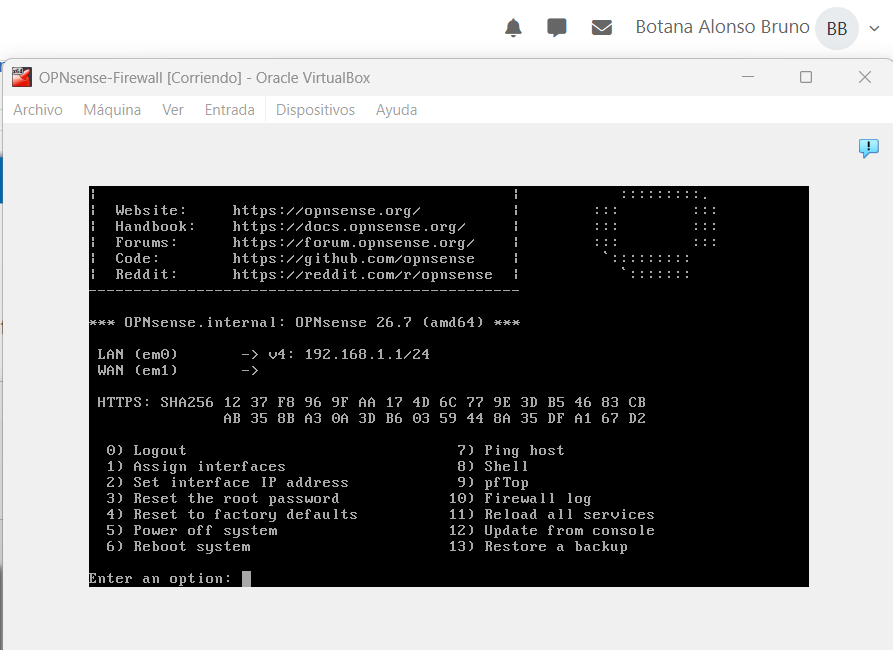 Botana Alonso Bruno BB
OPNsense-Firewall [Corriendo] - Oracle VirtualBox
Archivo Máquina Ver Entrada Dispositivos Ayuda
| Website: https://opnsense.org/ |
| Handbook: https://docs.opnsense.org/ |
| Forums: https://forum.opnsense.org/ |
| Code: https://github.com/opnsense |
| Reddit: https://reddit.com/r/opnsense |
*** OPNsense.internal: OPNsense 26.7 (amd64) ***
LAN (em0) -> v4: 192.168.1.1/24
WAN (em1) ->
HTTPS: SHA256 12 37 F8 96 9F AA 17 4D 6C 77 9E 3D B5 46 83 CB
AB 35 8B A3 0A 3D B6 03 59 44 8A 35 DF A1 67 D2
0) Logout 7) Ping host
1) Assign interfaces 8) Shell
2) Set interface IP address 9) pfTop
3) Reset the root password 10) Firewall log
4) Reset to factory defaults 11) Reload all services
5) Power off system 12) Update from console
6) Reboot system 13) Restore a backup
Enter an option: